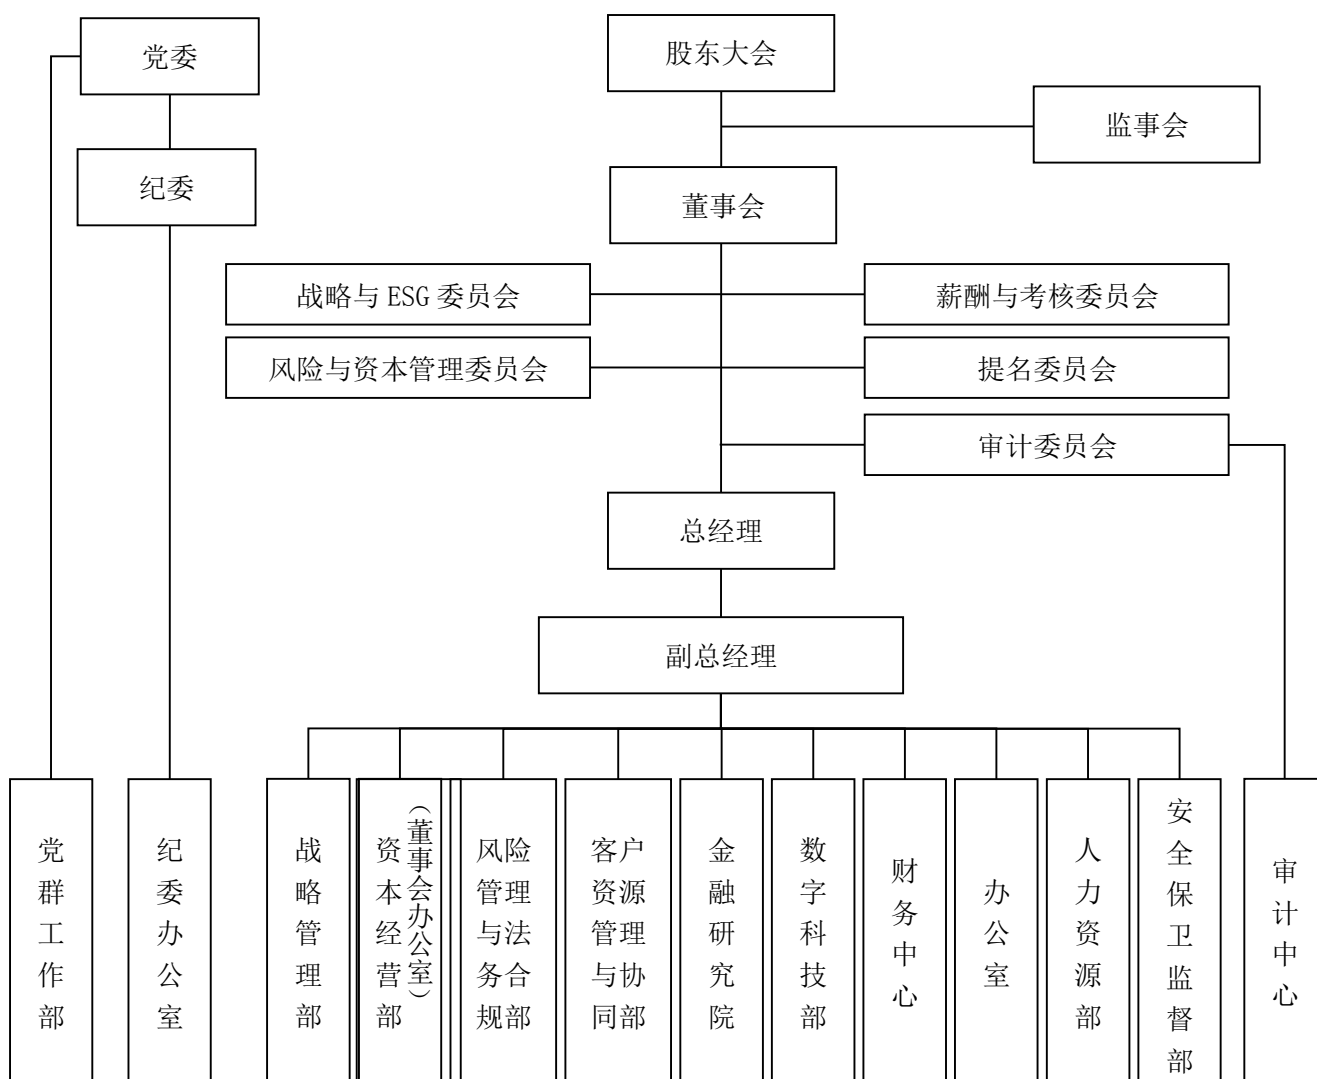 党委
股东大会
监事会
纪委
董事会
战略与 ESG 委员会
薪酬与考核委员会
风险与资本管理委员会
提名委员会
审计委员会
总经理
副总经理
党群工作部
纪委办公室
战略管理部
资本经营部
（董事会办公室）
风险管理与法务合规部
客户资源管理与协同部
金融研究院
数字科技部
财务中心
办公室
人力资源部
安全保卫监督部
审计中心